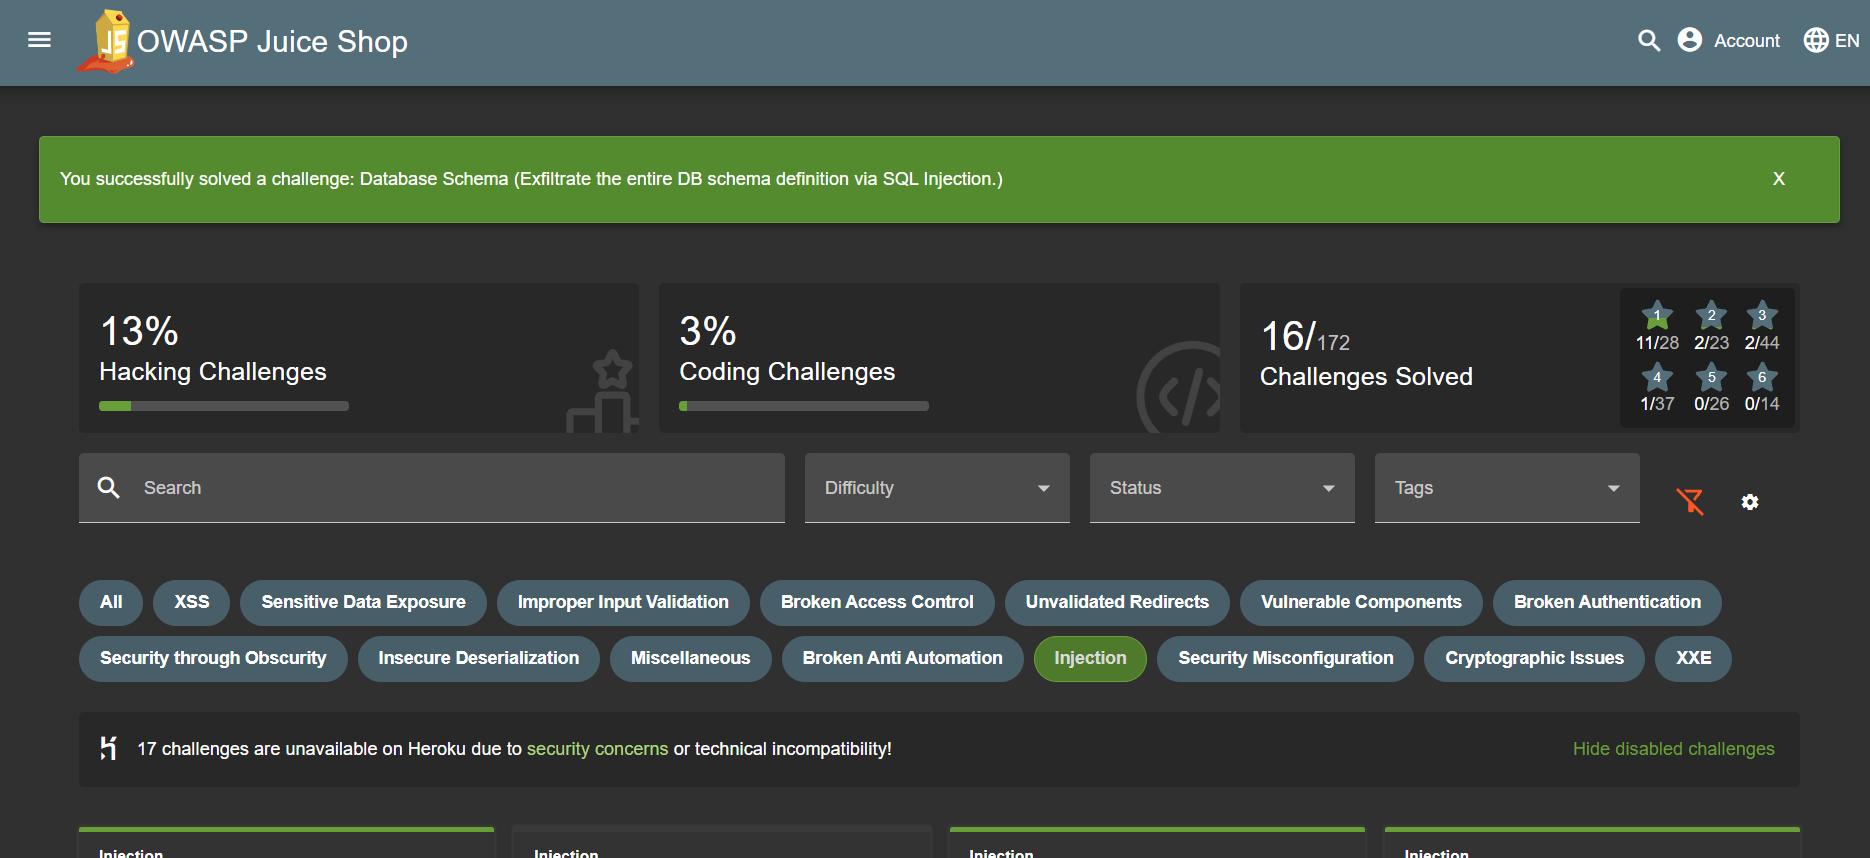 JS OWASP Juice Shop Account EN
You successfully solved a challenge: Database Schema (Exfiltrate the entire DB schema definition via SQL Injection.) X
13%
Hacking Challenges
3%
Coding Challenges
16/172
Challenges Solved
1 2 3
11/28 2/23 2/44
4 5 6
1/37 0/26 0/14
Search Difficulty Status Tags
All XSS Sensitive Data Exposure Improper Input Validation Broken Access Control Unvalidated Redirects Vulnerable Components Broken Authentication
Security through Obscurity Insecure Deserialization Miscellaneous Broken Anti Automation Injection Security Misconfiguration Cryptographic Issues XXE
17 challenges are unavailable on Heroku due to security concerns or technical incompatibility! Hide disabled challenges
Injection Injection Injection Injection